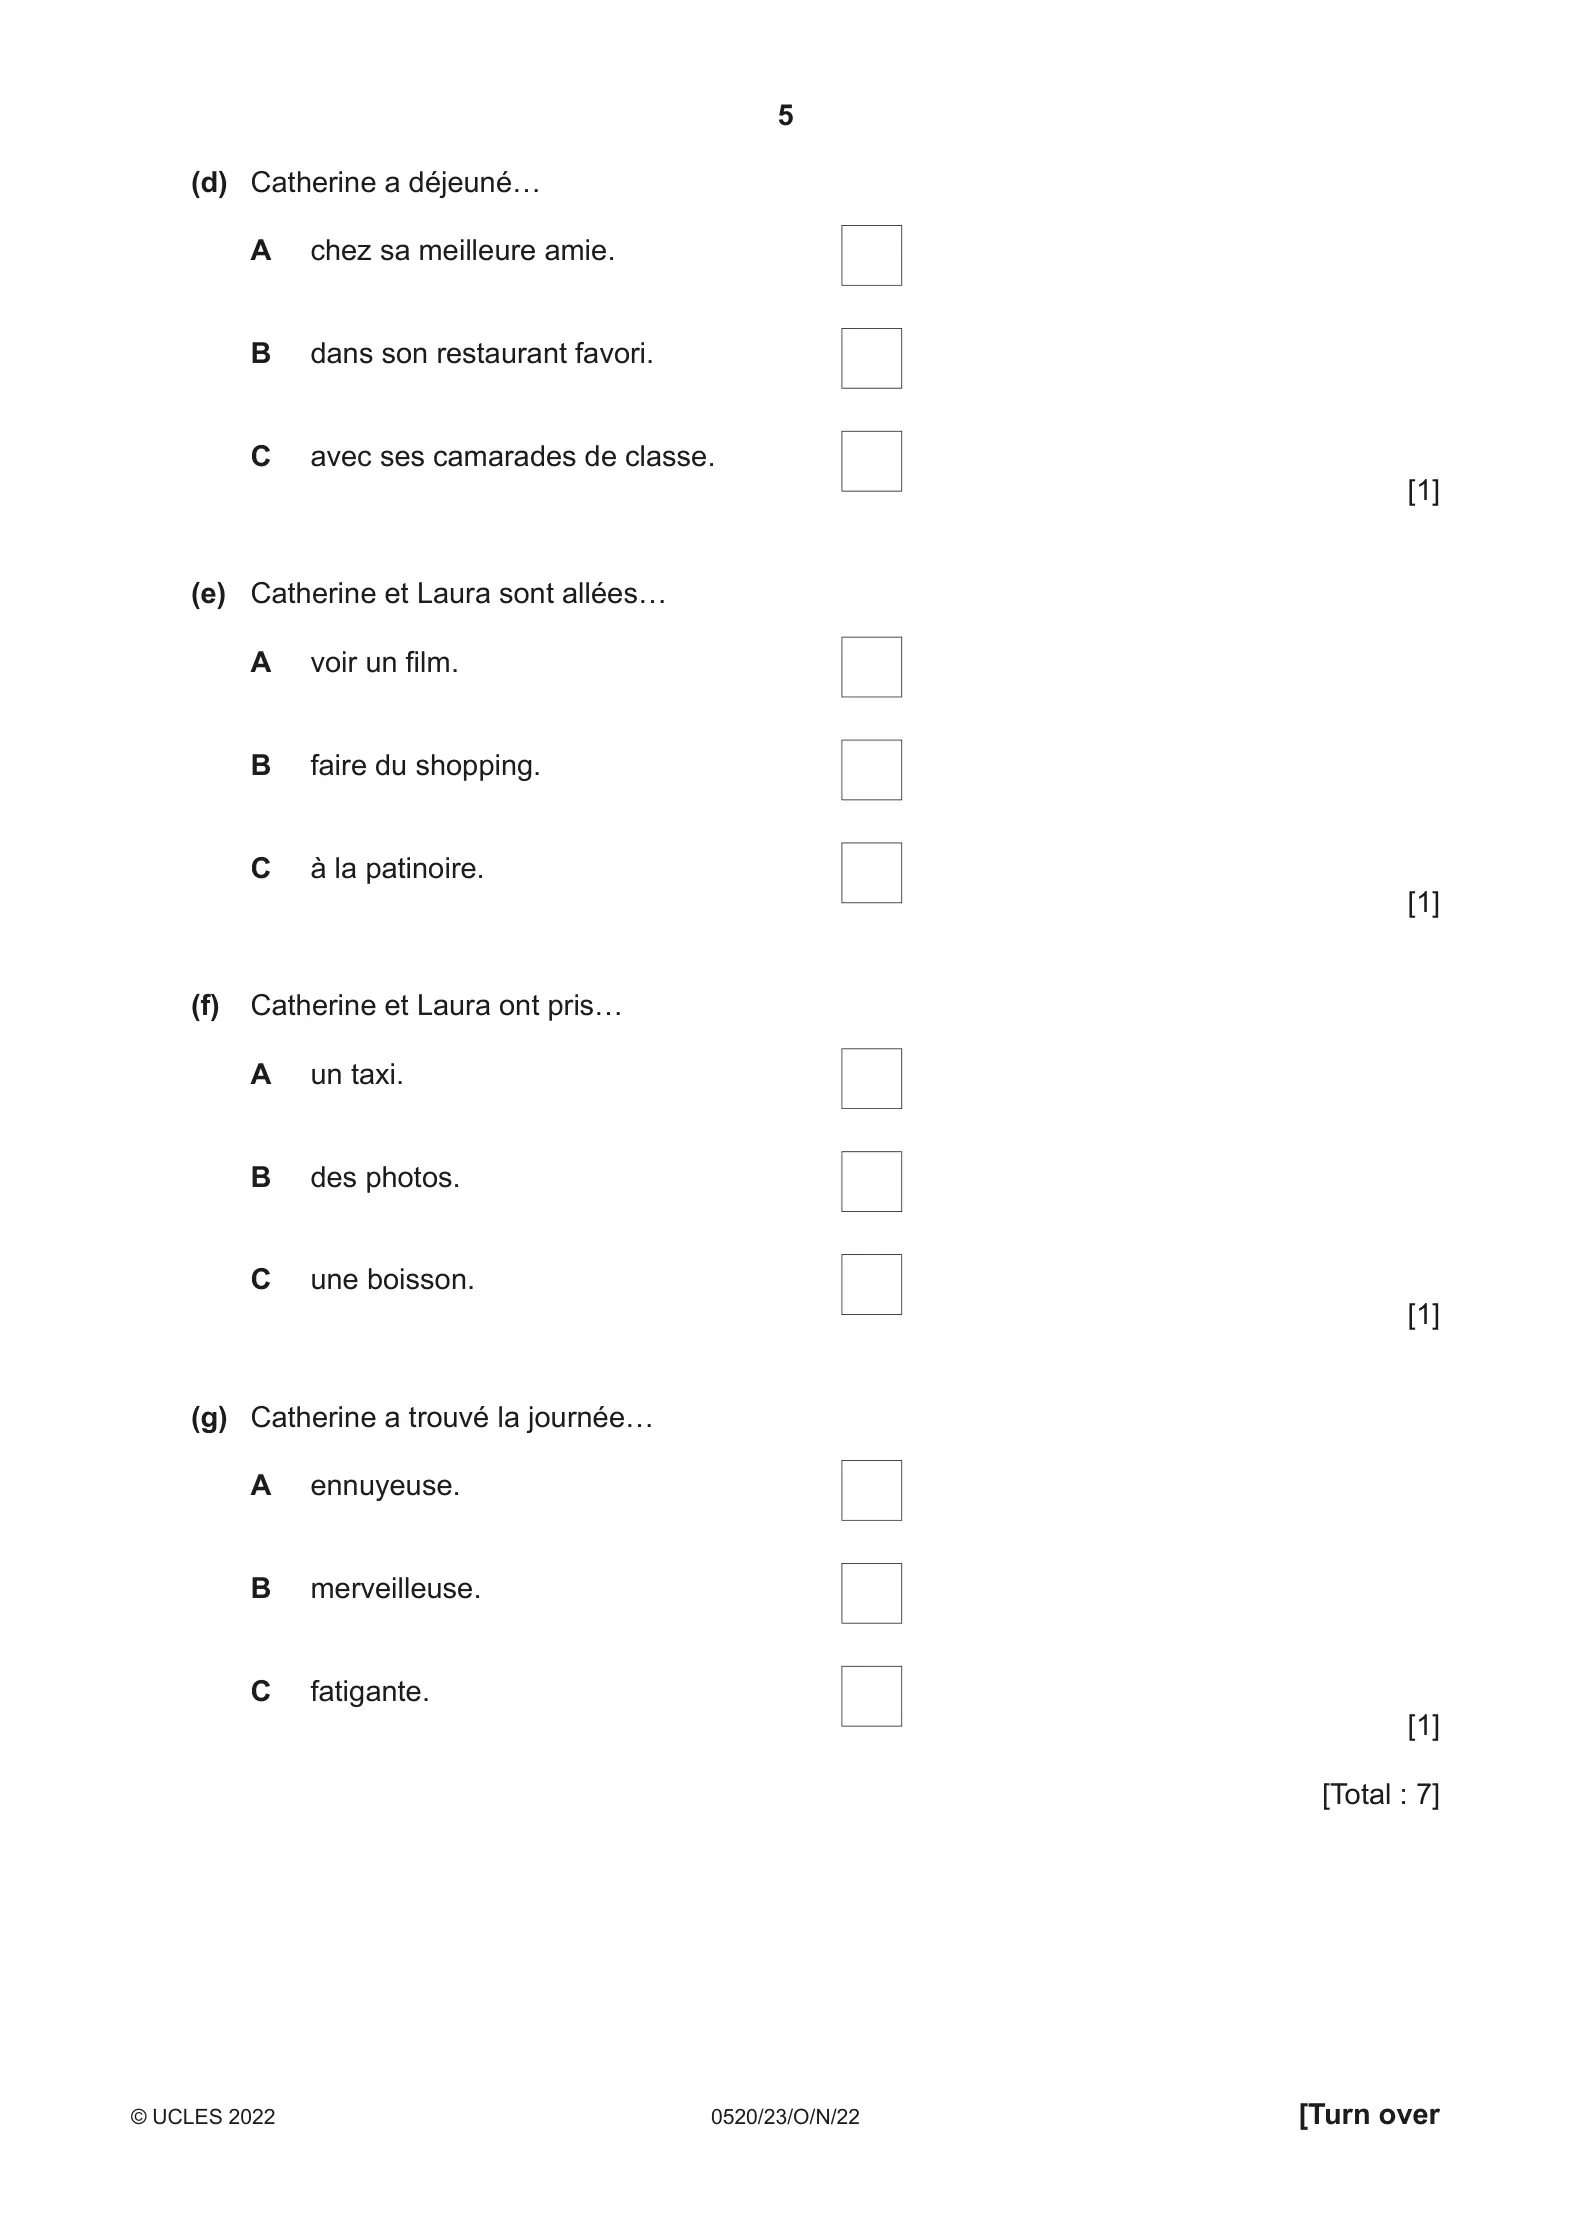 5
(d) Catherine a déjeuné…
A chez sa meilleure amie.
B dans son restaurant favori.
C avec ses camarades de classe.
[1]
(e) Catherine et Laura sont allées…
A voir un film.
B faire du shopping.
C à la patinoire.
[1]
(f) Catherine et Laura ont pris…
A un taxi.
B des photos.
C une boisson.
[1]
(g) Catherine a trouvé la journée…
A ennuyeuse.
B merveilleuse.
C fatigante.
[1]
[Total : 7]
© UCLES 2022 0520/23/O/N/22 [Turn over